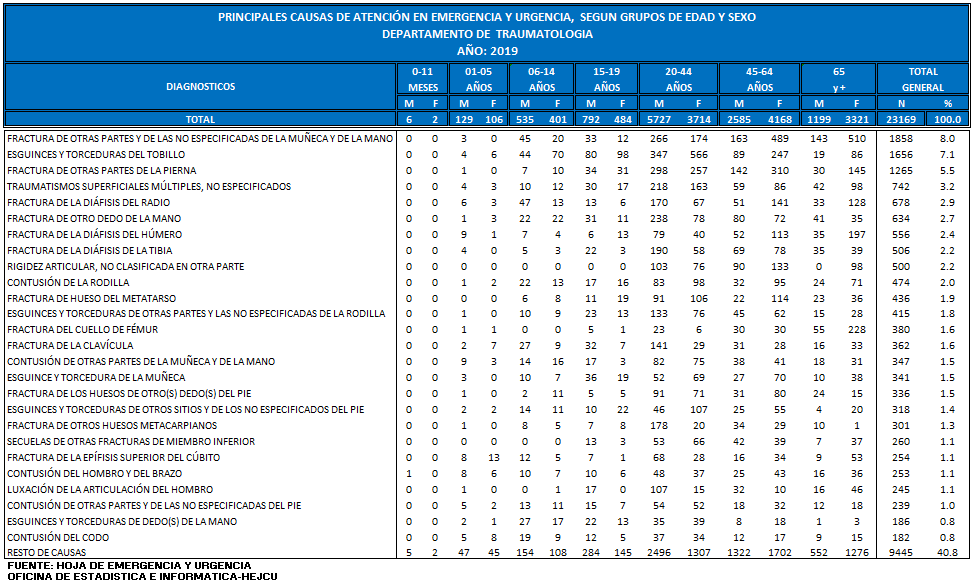 PRINCIPALES CAUSAS DE ATENCIÓN EN EMERGENCIA Y URGENCIA, SEGUN GRUPOS DE EDAD Y SEXO
DEPARTAMENTO DE TRAUMATOLOGIA
AÑO: 2019
DIAGNOSTICOS 0-11 MESES 01-05 AÑOS 06-14 AÑOS 15-19 AÑOS 20-44 AÑOS 45-64 AÑOS 65 y + TOTAL GENERAL
M F M F M F M F M F M F M F N %
TOTAL 6 2 129 106 535 401 792 484 5727 3714 2585 4168 1199 3321 23169 100.0
FRACTURA DE OTRAS PARTES Y DE LAS NO ESPECIFICADAS DE LA MUÑECA Y DE LA MANO 0 0 3 0 45 20 33 12 266 174 163 489 143 510 1858 8.0
ESGUINCES Y TORCEDURAS DEL TOBILLO 0 0 4 6 44 70 80 98 347 566 89 247 19 86 1656 7.1
FRACTURA DE OTRAS PARTES DE LA PIERNA 0 0 1 0 7 10 34 31 298 257 142 310 30 145 1265 5.5
TRAUMATISMOS SUPERFICIALES MÚLTIPLES, NO ESPECIFICADOS 0 0 4 3 10 12 30 17 218 163 59 86 42 98 742 3.2
FRACTURA DE LA DIÁFISIS DEL RADIO 0 0 6 3 47 13 13 6 170 67 51 141 33 128 678 2.9
FRACTURA DE OTRO DEDO DE LA MANO 0 0 1 3 22 22 31 11 238 78 80 72 41 35 634 2.7
FRACTURA DE LA DIÁFISIS DEL HÚMERO 0 0 9 1 7 4 6 13 79 40 52 113 35 197 556 2.4
FRACTURA DE LA DIÁFISIS DE LA TIBIA 0 0 4 0 5 3 22 3 190 58 69 78 35 39 506 2.2
RIGIDEZ ARTICULAR, NO CLASIFICADA EN OTRA PARTE 0 0 0 0 0 0 0 0 103 76 90 133 0 98 500 2.2
CONTUSIÓN DE LA RODILLA 0 0 1 2 22 13 17 16 83 98 32 95 24 71 474 2.0
FRACTURA DE HUESO DEL METATARSO 0 0 0 0 6 8 11 19 91 106 22 114 23 36 436 1.9
ESGUINCES Y TORCEDURAS DE OTRAS PARTES Y LAS NO ESPECIFICADAS DE LA RODILLA 0 0 1 0 10 9 23 13 133 76 45 62 15 28 415 1.8
FRACTURA DEL CUELLO DE FÉMUR 0 0 1 1 0 0 5 1 23 6 30 30 55 228 380 1.6
FRACTURA DE LA CLAVÍCULA 0 0 2 7 27 9 32 7 141 29 31 28 16 33 362 1.6
CONTUSIÓN DE OTRAS PARTES DE LA MUÑECA Y DE LA MANO 0 0 9 3 14 16 17 3 82 75 38 41 18 31 347 1.5
ESGUINCE Y TORCEDURA DE LA MUÑECA 0 0 3 0 10 7 36 19 52 69 27 70 10 38 341 1.5
FRACTURA DE LOS HUESOS DE OTRO(S) DEDO(S) DEL PIE 0 0 1 0 2 11 5 5 91 71 31 80 24 15 336 1.5
ESGUINCES Y TORCEDURAS DE OTROS SITIOS Y DE LOS NO ESPECIFICADOS DEL PIE 0 0 2 2 14 11 10 22 46 107 25 55 4 20 318 1.4
FRACTURA DE OTROS HUESOS METACARPIANOS 0 0 1 0 8 5 7 8 178 20 34 29 10 1 301 1.3
SECUELAS DE OTRAS FRACTURAS DE MIEMBRO INFERIOR 0 0 0 0 0 0 13 3 53 66 42 39 7 37 260 1.1
FRACTURA DE LA EPÍFISIS SUPERIOR DEL CÚBITO 0 0 8 13 12 5 7 1 68 28 16 34 9 53 254 1.1
CONTUSIÓN DEL HOMBRO Y DEL BRAZO 1 0 8 6 10 7 10 6 48 37 25 43 16 36 253 1.1
LUXACIÓN DE LA ARTICULACIÓN DEL HOMBRO 0 0 1 0 0 1 17 0 107 15 32 10 16 46 245 1.1
CONTUSIÓN DE OTRAS PARTES Y DE LAS NO ESPECIFICADAS DEL PIE 0 0 5 2 13 11 15 7 54 52 18 32 12 18 239 1.0
ESGUINCES Y TORCEDURAS DE DEDO(S) DE LA MANO 0 0 2 1 27 17 22 13 35 39 8 18 1 3 186 0.8
CONTUSIÓN DEL CODO 0 0 5 8 19 9 12 5 37 34 12 17 9 15 182 0.8
RESTO DE CAUSAS 5 2 47 45 154 108 284 145 2496 1307 1322 1702 552 1276 9445 40.8
FUENTE: HOJA DE EMERGENCIA Y URGENCIA
OFICINA DE ESTADISTICA E INFORMATICA-HEJCU